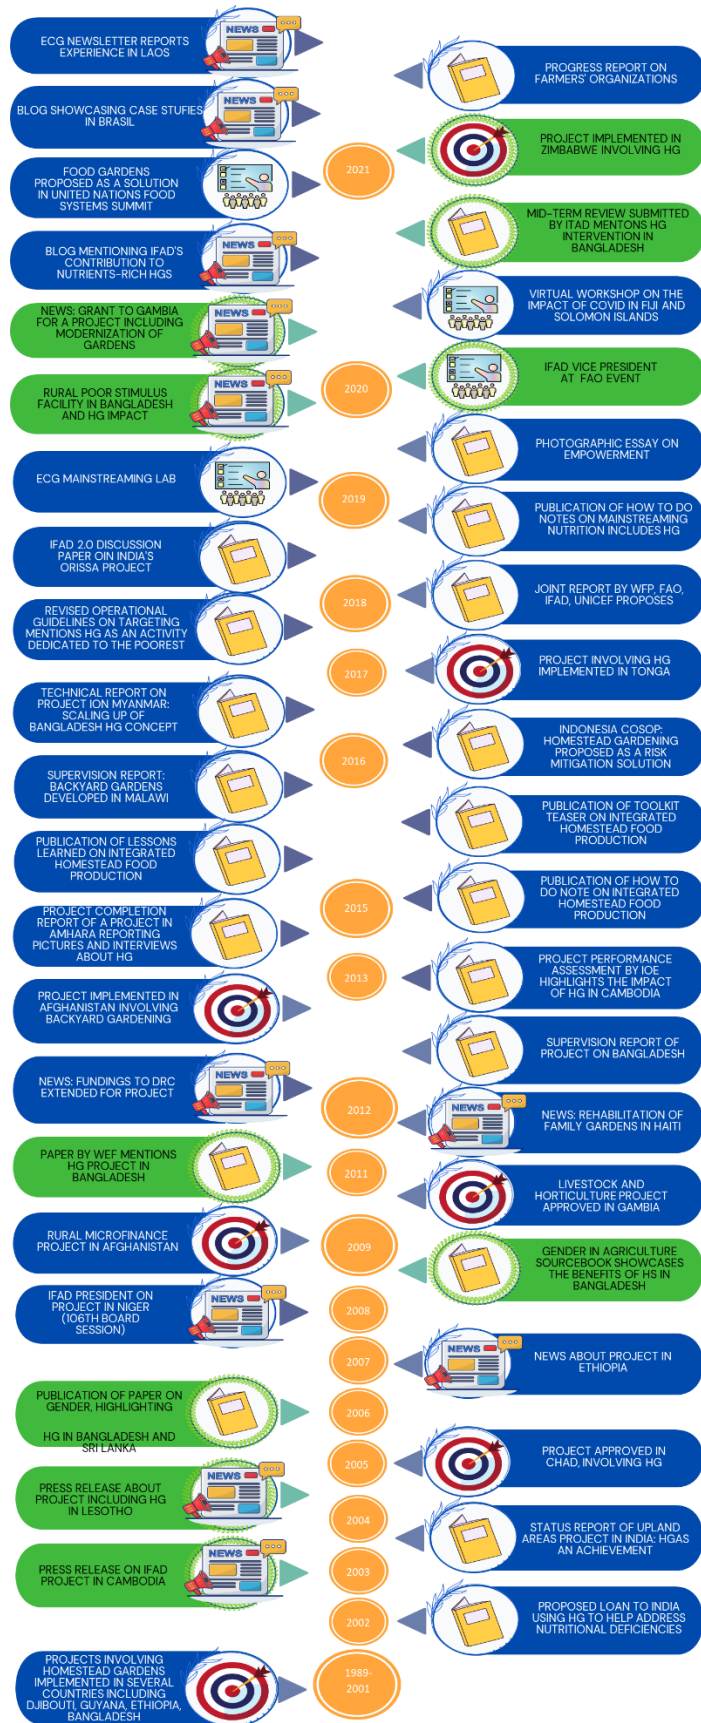 ECG NEWSLETTER REPORTS
EXPERIENCE IN LAOS
NEWS
PROGRESS REPORT ON
FARMERS' ORGANIZATIONS
BLOG SHOWCASING CASE STUFIES
IN BRASIL
NEWS
PROJECT IMPLEMENTED IN
ZIMBABWE INVOLVING HG
2021
FOOD GARDENS
PROPOSED AS A SOLUTION
IN UNITED NATIONS FOOD
SYSTEMS SUMMIT
MID-TERM REVIEW SUBMITTED
BY ITAD MENTONS HG
INTERVENTION IN
BANGLADESH
BLOG MENTIONING IFAD'S
CONTRIBUTION TO
NUTRIENTS-RICH HGS
NEWS
VIRTUAL WORKSHOP ON THE
IMPACT OF COVID IN FIJI AND
SOLOMON ISLANDS
NEWS: GRANT TO GAMBIA
FOR A PROJECT INCLUDING
MODERNIZATION OF
GARDENS
NEWS
IFAD VICE PRESIDENT
AT FAO EVENT
2020
RURAL POOR STIMULUS
FACILITY IN BANGLADESH
AND HG IMPACT
NEWS
PHOTOGRAPHIC ESSAY ON
EMPOWERMENT
ECG MAINSTREAMING LAB
2019
PUBLICATION OF HOW TO DO
NOTES ON MAINSTREAMING
NUTRITION INCLUDES HG
IFAD 2.0 DISCUSSION
PAPER OIN INDIA'S
ORISSA PROJECT
JOINT REPORT BY WFP, FAO,
IFAD, UNICEF PROPOSES
2018
REVISED OPERATIONAL
GUIDELINES ON TARGETING
MENTIONS HG AS AN ACTIVITY
DEDICATED TO THE POOREST
PROJECT INVOLVING HG
IMPLEMENTED IN TONGA
2017
TECHNICAL REPORT ON
PROJECT ION MYANMAR:
SCALING UP OF
BANGLADESH HG CONCEPT
INDONESIA COSOP:
HOMESTEAD GARDENING
PROPOSED AS A RISK
MITIGATION SOLUTION
2016
SUPERVISION REPORT:
BACKYARD GARDENS
DEVELOPED IN MALAWI
PUBLICATION OF TOOLKIT
TEASER ON INTEGRATED
HOMESTEAD FOOD
PRODUCTION
PUBLICATION OF LESSONS
LEARNED ON INTEGRATED
HOMESTEAD FOOD
PRODUCTION
PUBLICATION OF HOW TO
DO NOTE ON INTEGRATED
HOMESTEAD FOOD
PRODUCTION
2015
PROJECT COMPLETION
REPORT OF A PROJECT IN
AMHARA REPORTING
PICTURES AND INTERVIEWS
ABOUT HG
PROJECT PERFORMANCE
ASSESSMENT BY IOE
HIGHLIGHTS THE IMPACT
OF HG IN CAMBODIA
2013
PROJECT IMPLEMENTED IN
AFGHANISTAN INVOLVING
BACKYARD GARDENING
SUPERVISION REPORT OF
PROJECT ON BANGLADESH
NEWS: FUNDINGS TO DRC
EXTENDED FOR PROJECT
NEWS
2012
NEWS
NEWS: REHABILITATION OF
FAMILY GARDENS IN HAITI
PAPER BY WEF MENTIONS
HG PROJECT IN
BANGLADESH
2011
LIVESTOCK AND
HORTICULTURE PROJECT
APPROVED IN GAMBIA
RURAL MICROFINANCE
PROJECT IN AFGHANISTAN
2009
GENDER IN AGRICULTURE
SOURCEBOOK SHOWCASES
THE BENEFITS OF HS IN
BANGLADESH
IFAD PRESIDENT ON
PROJECT IN NIGER
(106TH BOARD
SESSION)
NEWS
2008
2007
NEWS
NEWS ABOUT PROJECT IN
ETHIOPIA
PUBLICATION OF PAPER ON
GENDER, HIGHLIGHTING
HG IN BANGLADESH AND
SRI LANKA
2006
2005
PROJECT APPROVED IN
CHAD, INVOLVING HG
PRESS RELEASE ABOUT
PROJECT INCLUDING HG
IN LESOTHO
NEWS
2004
STATUS REPORT OF UPLAND
AREAS PROJECT IN INDIA: HGAS
AN ACHIEVEMENT
PRESS RELEASE ON IFAD
PROJECT IN CAMBODIA
NEWS
2003
2002
PROPOSED LOAN TO INDIA
USING HG TO HELP ADDRESS
NUTRITIONAL DEFICIENCIES
PROJECTS INVOLVING
HOMESTEAD GARDENS
IMPLEMENTED IN SEVERAL
COUNTRIES INCLUDING
DJIBOUTI, GUYANA, ETHIOPIA,
BANGLADESH
1989-
2001